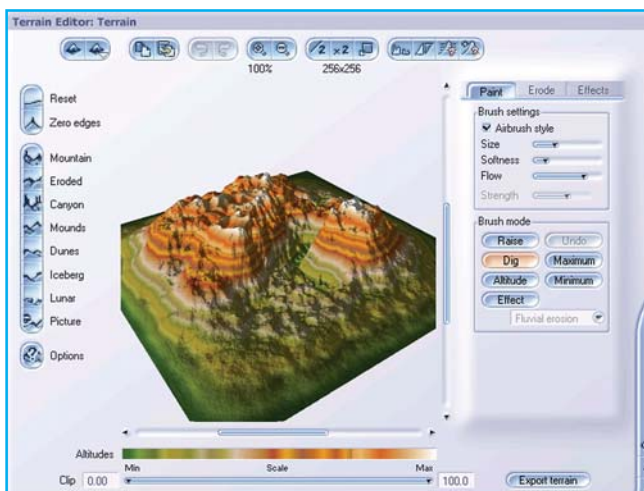 Terrain Editor: Terrain
/2 x2
100% 256x256
Reset
Zero edges
Mountain
Eroded
Canyon
Mounds
Dunes
Iceberg
Lunar
Picture
Options
Paint Erode Effects
Brush settings
Airbrush style
Size
Softness
Flow
Strength
Brush mode
Raise Undo
Dig Maximum
Altitude Minimum
Effect
Fluvial erosion
Altitudes
Min Scale Max
Clip 0.00 100.0 Export terrain